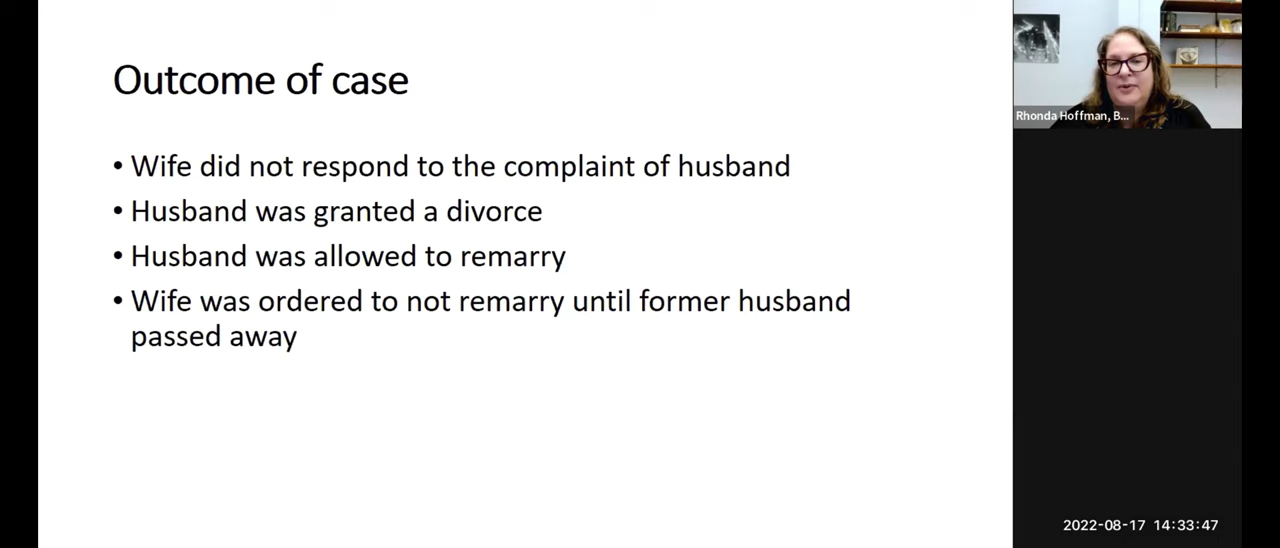 Outcome of case
• Wife did not respond to the complaint of husband
• Husband was granted a divorce
• Husband was allowed to remarry
• Wife was ordered to not remarry until former husband
passed away
Rhonda Hoffman, B...
2022-08-17 14:33:47